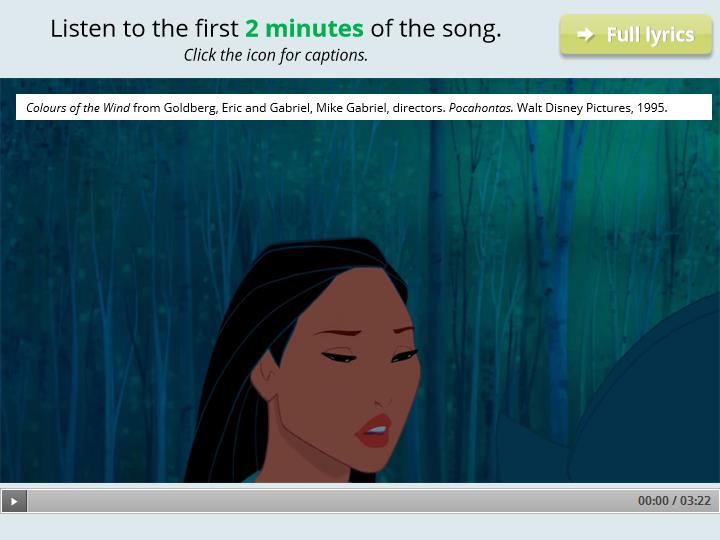 Listen to the first 2 minutes of the song.
Click the icon for captions.
Full lyrics
Colours of the Wind from Goldberg, Eric and Gabriel, Mike Gabriel, directors. Pocahontas. Walt Disney Pictures, 1995.
00:00 / 03:22